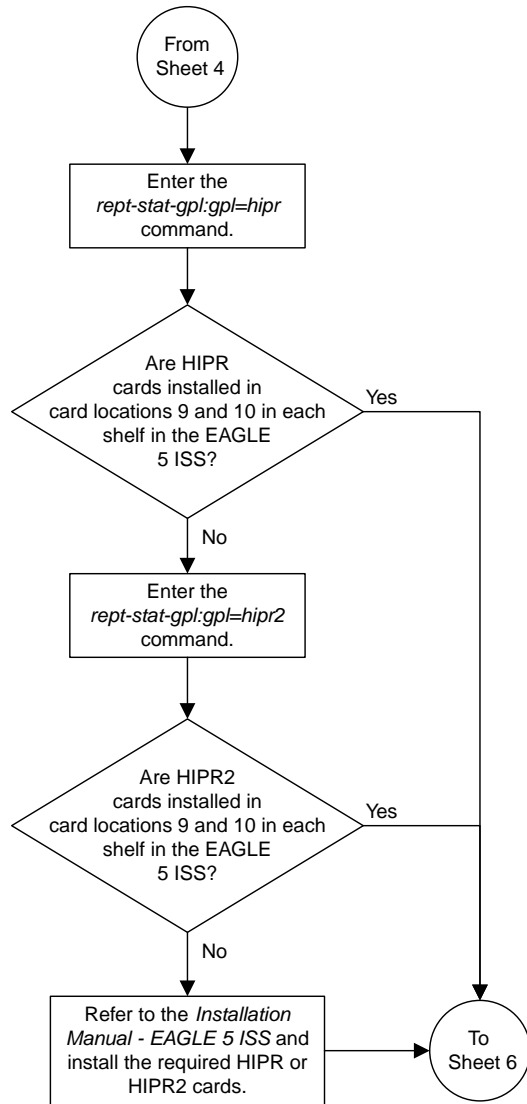 From
Sheet 4
Enter the
rept-stat-gpl:gpl=hipr
command.
Are HIPR
cards installed in
card locations 9 and 10 in each
shelf in the EAGLE
5 ISS?
Yes
No
Enter the
rept-stat-gpl:gpl=hipr2
command.
Are HIPR2
cards installed in
card locations 9 and 10 in each
shelf in the EAGLE
5 ISS?
Yes
No
Refer to the Installation
Manual - EAGLE 5 ISS and
install the required HIPR or
HIPR2 cards.
To
Sheet 6